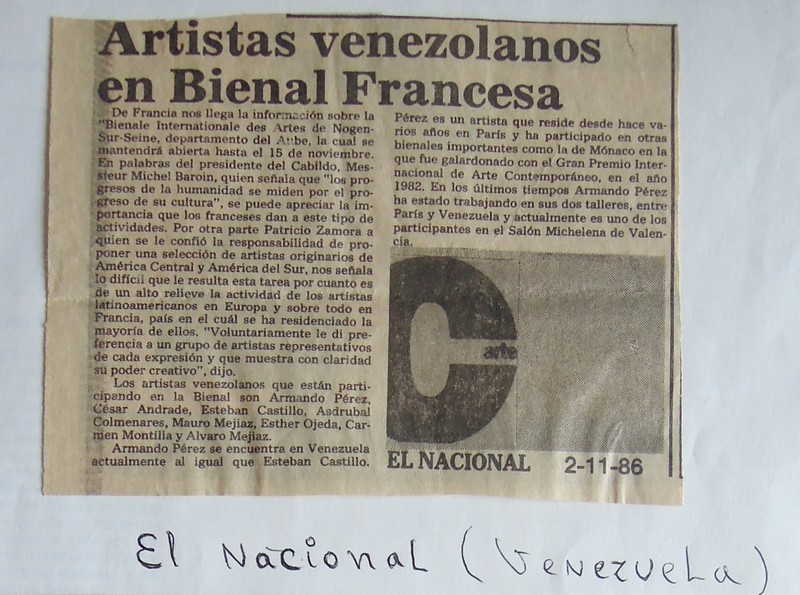 Artistas venezolanos
en Bienal Francesa
De Francia nos llega la información sobre la
"Bienale Internationale des Artes de Nogen-
Sur-Seine, departamento del Aube, la cual se
mantendrá abierta hasta el 15 de noviembre.
En palabras del presidente del Cabildo, Mes-
sieur Michel Baroin, quien señala que "los pro-
gresos de la humanidad se miden por el pro-
greso de su cultura", se puede apreciar la im-
portancia que los franceses dan a este tipo de
actividades. Por otra parte Patricio Zamora a
quien se le confió la responsabilidad de pro-
poner una selección de artistas originarios de
América Central y América del Sur, nos señala
lo difícil que le resulta esta tarea por cuanto es
de un alto relieve la actividad de los artistas
latinoamericanos en Europa y sobre todo en
Francia, país en el cuál se ha residenciado la
mayoría de ellos. "Voluntariamente le di pre-
ferencia a un grupo de artistas representativos
de cada expresión y que muestra con claridad
su poder creativo", dijo.
Los artistas venezolanos que están parti-
cipando en la Bienal son Armando Pérez,
César Andrade, Esteban Castillo, Asdrubal
Colmenares, Mauro Mejiaz, Esther Ojeda, Car-
men Montilla y Alvaro Mejiaz.
Armando Pérez se encuentra en Venezuela
actualmente al igual que Esteban Castillo.
Pérez es un artista que reside desde hace va-
rios años en París y ha participado en otras
bienales importantes como la de Mónaco en la
que fue galardonado con el Gran Premio Inter-
nacional de Arte Contemporáneo, en el año
1982. En los últimos tiempos Armando Pérez
ha estado trabajando en sus dos talleres, entre
París y Venezuela y actualmente es uno de los
participantes en el Salón Michelena de Valen-
cia.
C
arte
EL NACIONAL 2-11-86
El Nacional (Venezuela)